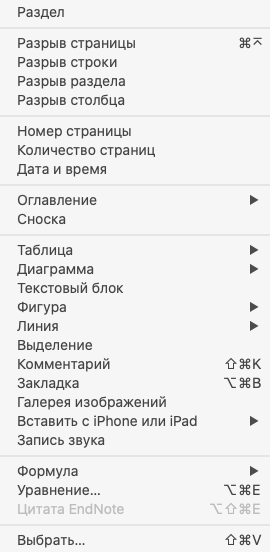 Раздел
Разрыв страницы ⌘⌤
Разрыв строки
Разрыв раздела
Разрыв столбца
Номер страницы
Количество страниц
Дата и время
Оглавление ▶
Сноска
Таблица ▶
Диаграмма ▶
Текстовый блок
Фигура ▶
Линия ▶
Выделение
Комментарий ⇧⌘K
Закладка ⌥⌘B
Галерея изображений
Вставить с iPhone или iPad ▶
Запись звука
Формула ▶
Уравнение... ⌥⌘E
Цитата EndNote ⌥⇧⌘E
Выбрать... ⇧⌘V